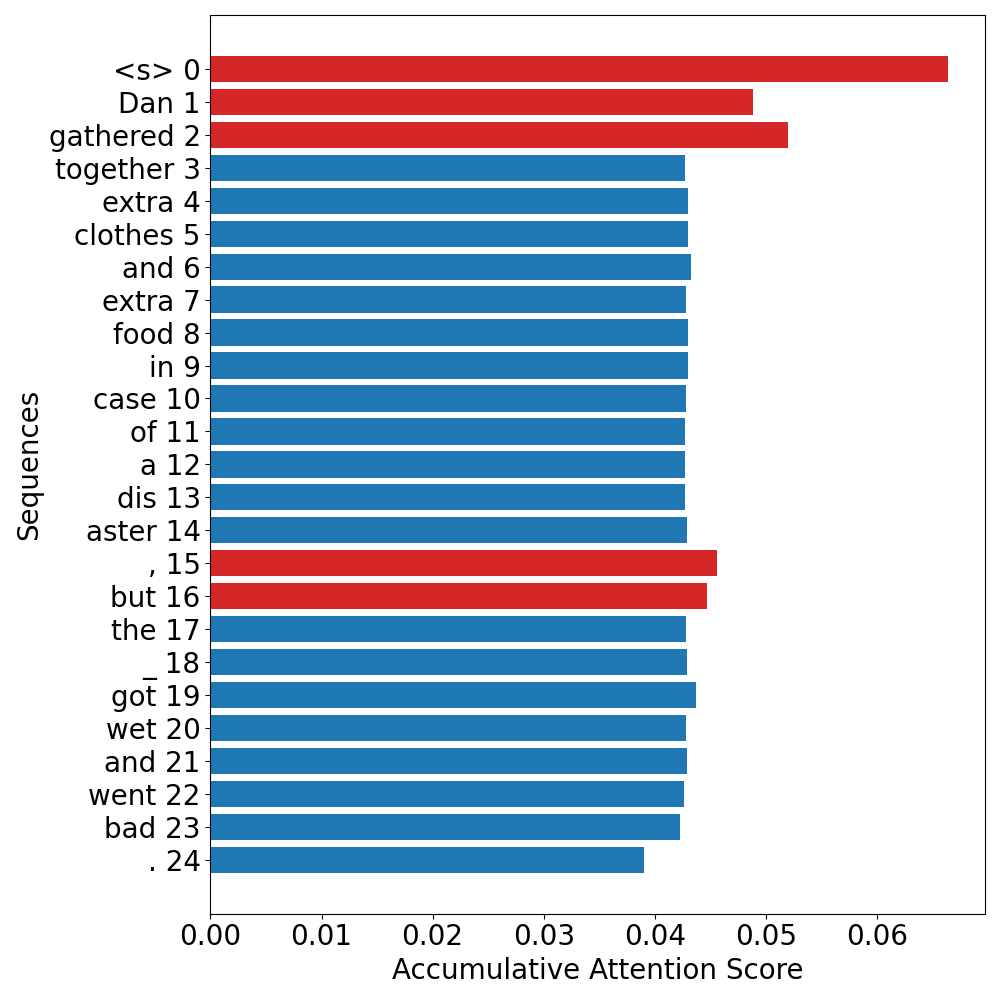 <s> 0
Dan 1
gathered 2
together 3
extra 4
clothes 5
and 6
extra 7
food 8
in 9
case 10
of 11
a 12
dis 13
aster 14
, 15
but 16
the 17
_ 18
got 19
wet 20
and 21
went 22
bad 23
. 24
Sequences
0.00 0.01 0.02 0.03 0.04 0.05 0.06
Accumulative Attention Score